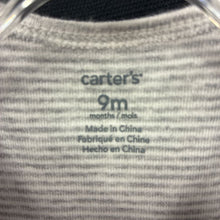 carter's
9m
months / mois
Made in China
Fabriqué en Chine
Hecho en China